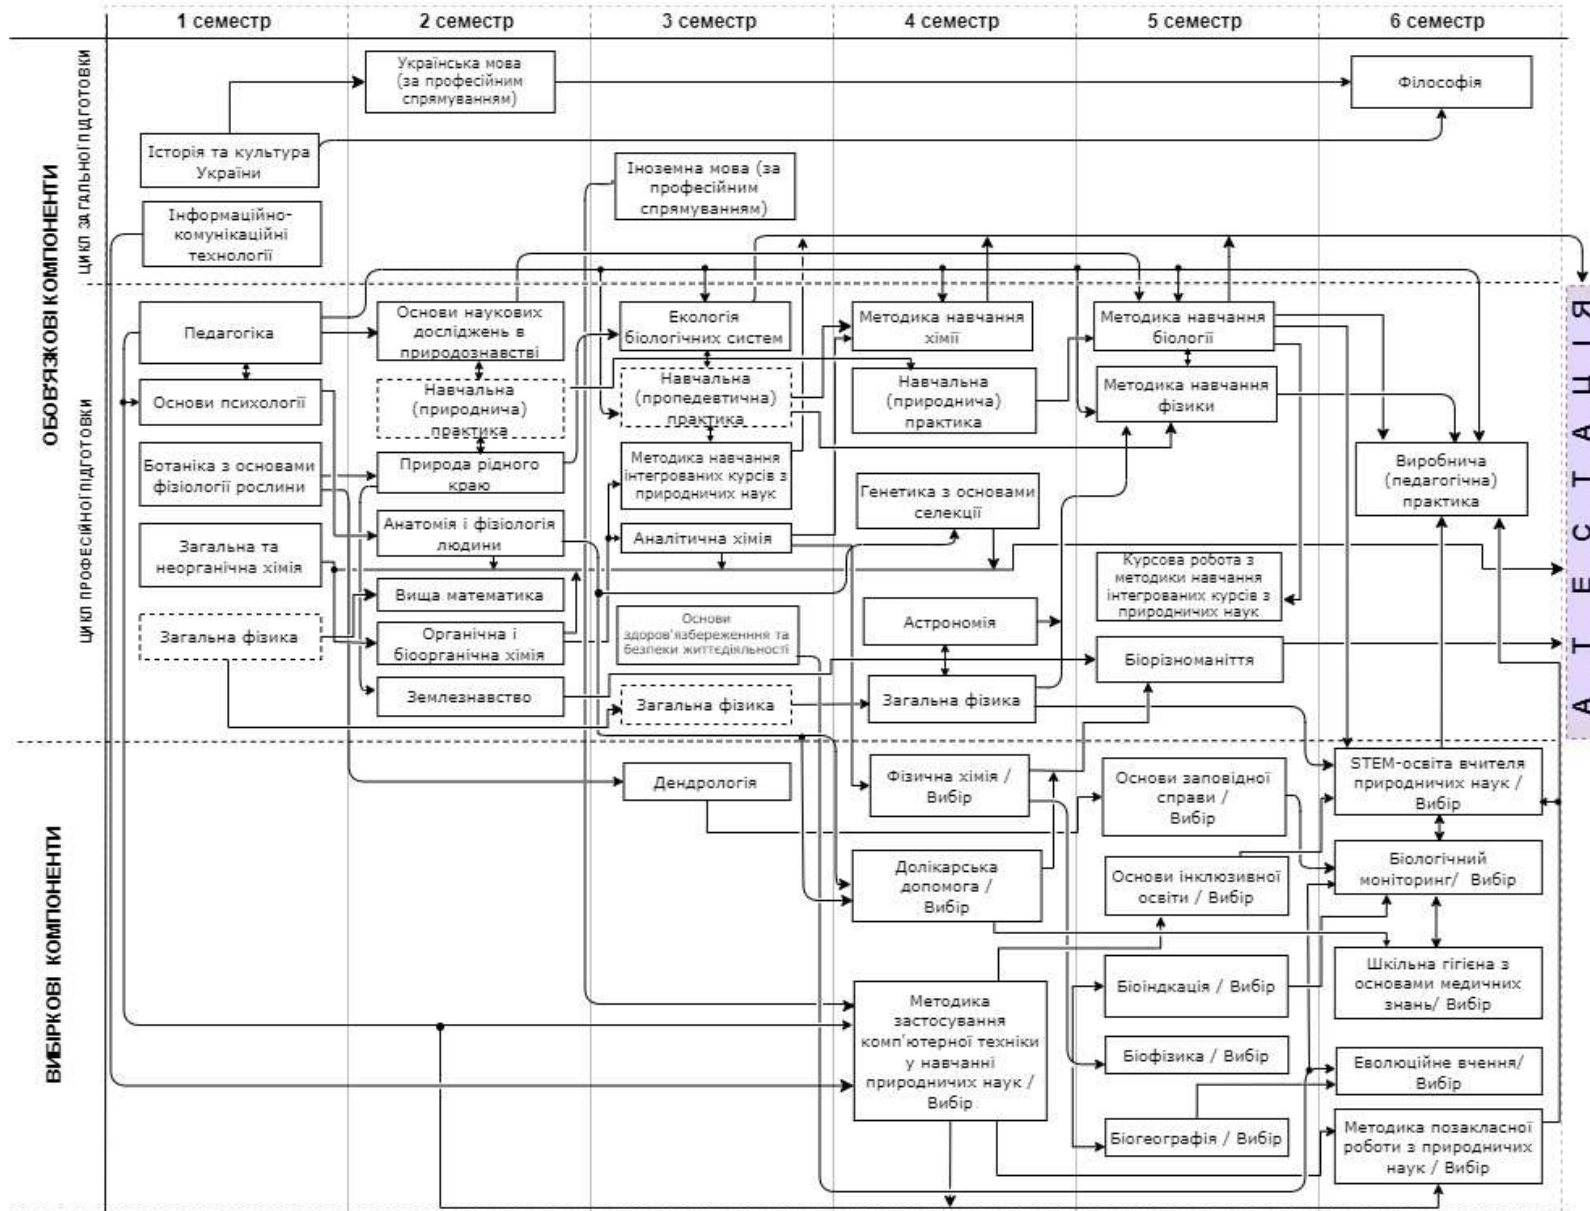 1 семестр
2 семестр
3 семестр
4 семестр
5 семестр
6 семестр
ОБОВ'ЯЗКОВІ КОМПОНЕНТИ
ЦИКЛ ЗАГАЛЬНОЇ ПІДГОТОВКИ
Українська мова
(за професійним
спрямуванням)
Філософія
Історія та культура
України
Іноземна мова (за
професійним
спрямуванням)
Інформаційно-
комунікаційні
технології
ЦИКЛ ПРОФЕСІЙНОЇ ПІДГОТОВКИ
Педагогіка
Основи психології
Ботаніка з основами
фізіології рослини
Загальна та
неорганічна хімія
Загальна фізика
Основи наукових
досліджень в
природознавстві
Навчальна
(природнича)
практика
Природа рідного
краю
Анатомія і фізіологія
людини
Вища математика
Органічна і
біоорганічна хімія
Землезнавство
Екологія
біологічних систем
Навчальна
(пропедевтична)
практика
Методика навчання
інтегрованих курсів з
природничих наук
Аналітична хімія
Основи
здоров'язбереженння та
безпеки життєдіяльності
Загальна фізика
Методика навчання
хімії
Навчальна
(природнича)
практика
Генетика з основами
селекції
Астрономія
Загальна фізика
Методика навчання
біології
Методика навчання
фізики
Курсова робота з
методики навчання
інтегрованих курсів з
природничих наук
Біорізноманіття
Виробнича
(педагогічна)
практика
АТЕСТАЦІЯ
ВИБІРКОВІ КОМПОНЕНТИ
Дендрологія
Фізична хімія /
Вибір
Долікарська
допомога /
Вибір
Методика
застосування
комп'ютерної техніки
у навчанні
природничих наук /
Вибір
Основи заповідної
справи /
Вибір
Основи інклюзивної
освіти / Вибір
Біоіндкація / Вибір
Біофізика / Вибір
Біогеографія / Вибір
STEM-освіта вчителя
природничих наук /
Вибір
Біологічний
моніторинг/ Вибір
Шкільна гігієна з
основами медичних
знань/ Вибір
Еволюційне вчення/
Вибір
Методика позакласної
роботи з природничих
наук / Вибір